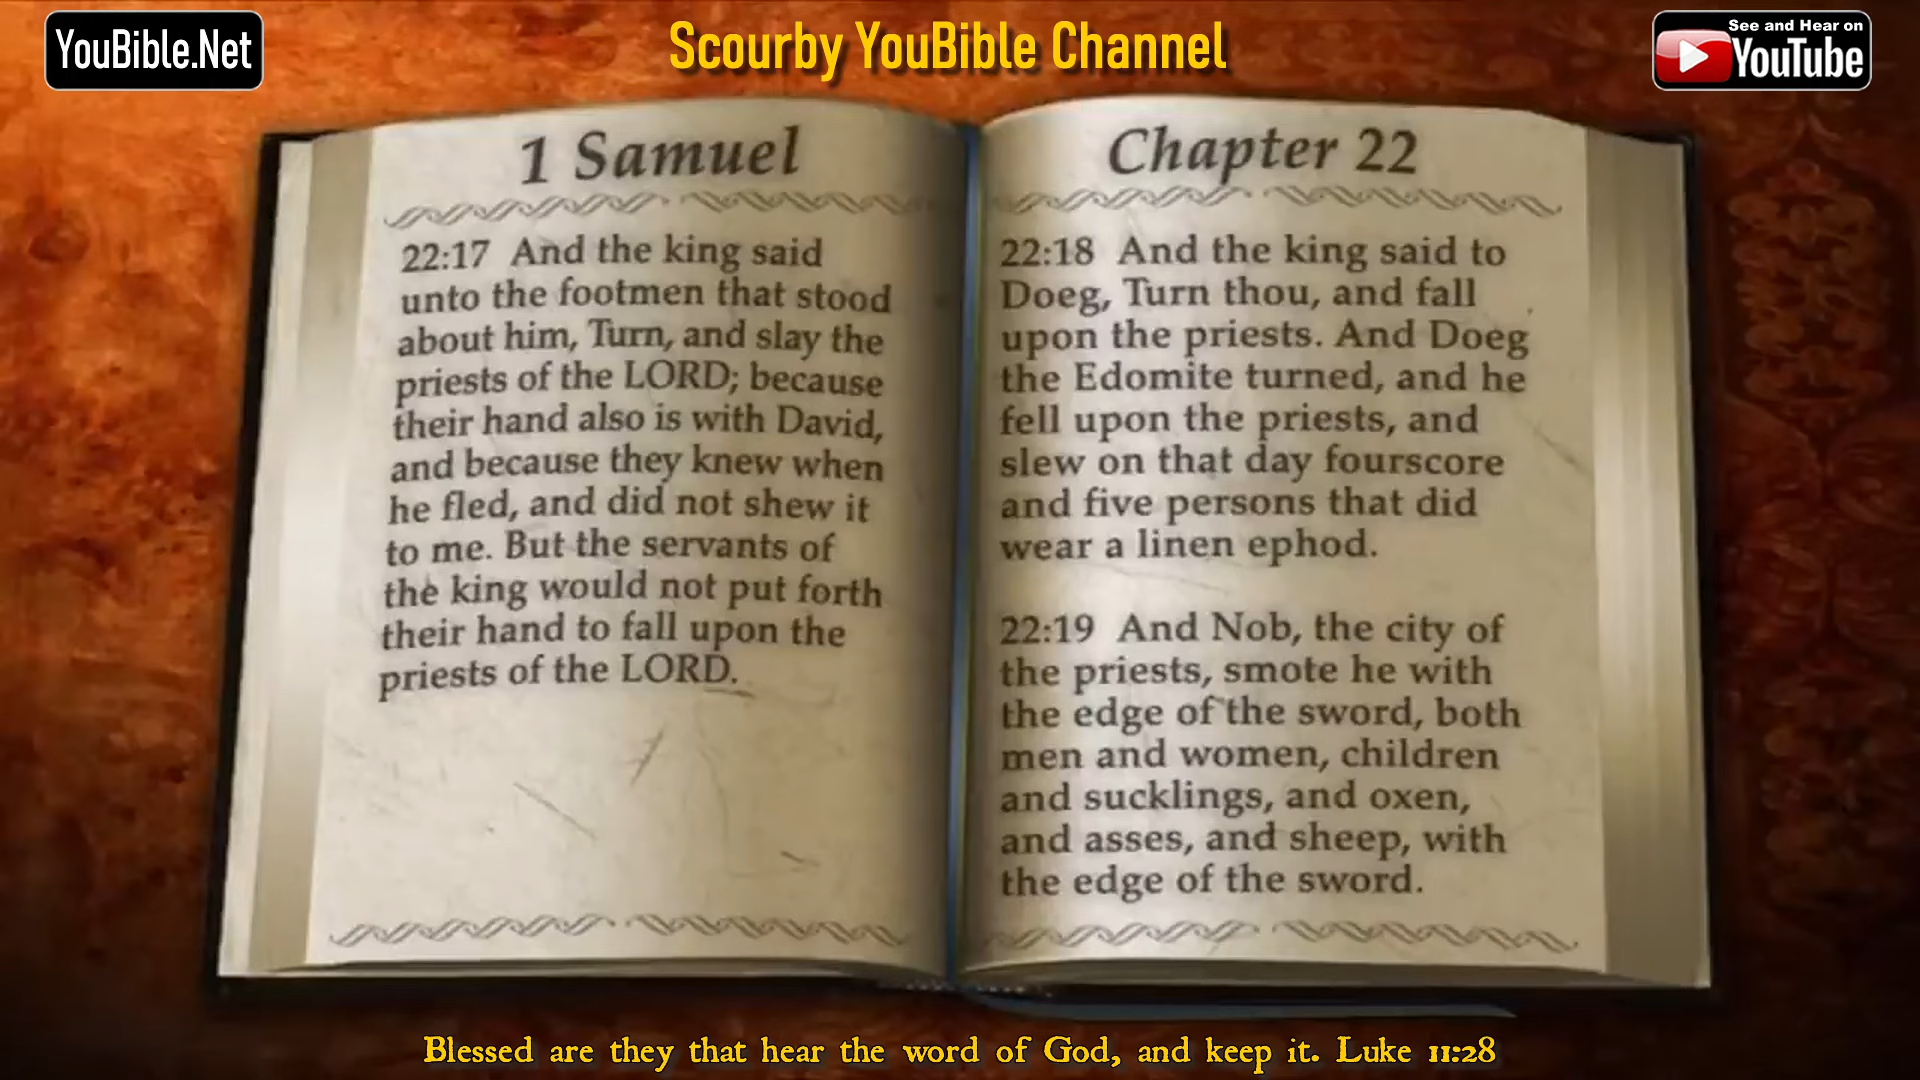 YouBible.Net
Scourby YouBible Channel
See and Hear on
YouTube
1 Samuel
22:17 And the king said
unto the footmen that stood
about him, Turn, and slay the
priests of the LORD; because
their hand also is with David,
and because they knew when
he fled, and did not shew it
to me. But the servants of
the king would not put forth
their hand to fall upon the
priests of the LORD.
Chapter 22
22:18 And the king said to
Doeg, Turn thou, and fall
upon the priests. And Doeg
the Edomite turned, and he
fell upon the priests, and
slew on that day fourscore
and five persons that did
wear a linen ephod.
22:19 And Nob, the city of
the priests, smote he with
the edge of the sword, both
men and women, children
and sucklings, and oxen,
and asses, and sheep, with
the edge of the sword.
Blessed are they that hear the word of God, and keep it. Luke 11:28